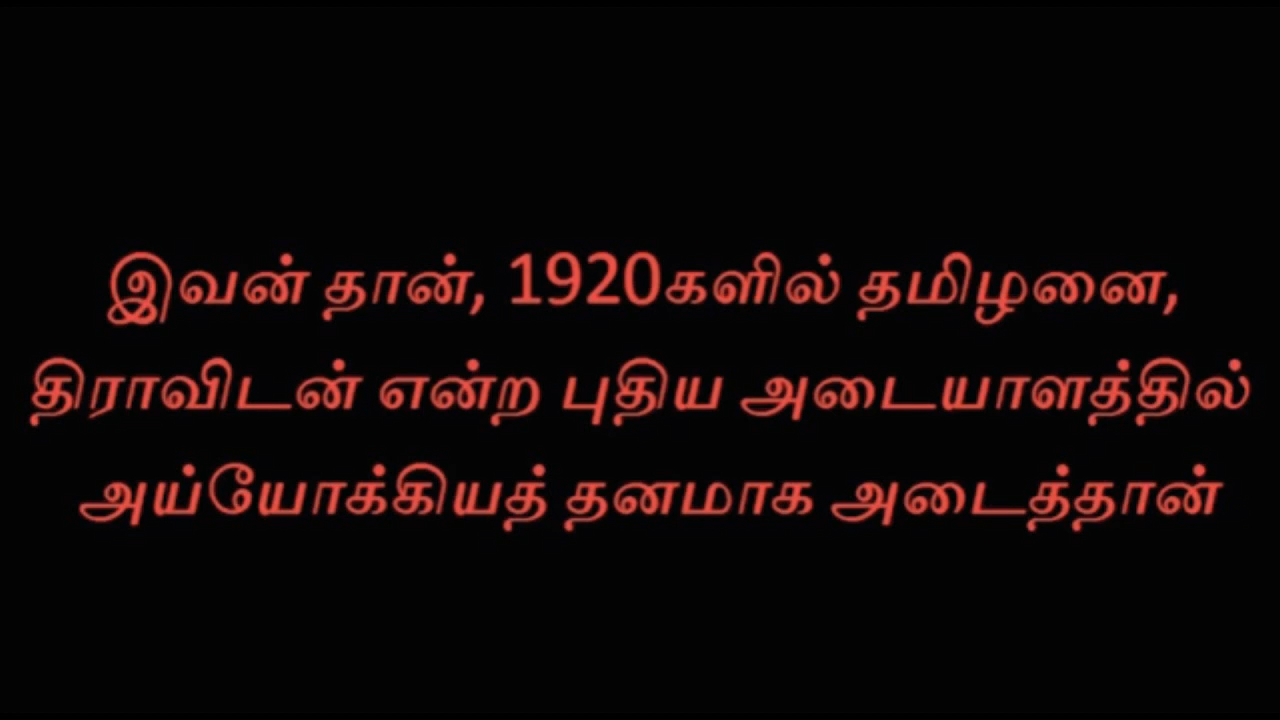 இவன் தான், 1920களில் தமிழனை,
திராவிடன் என்ற புதிய அடையாளத்தில்
அய்யோக்கியத் தனமாக அடைத்தான்